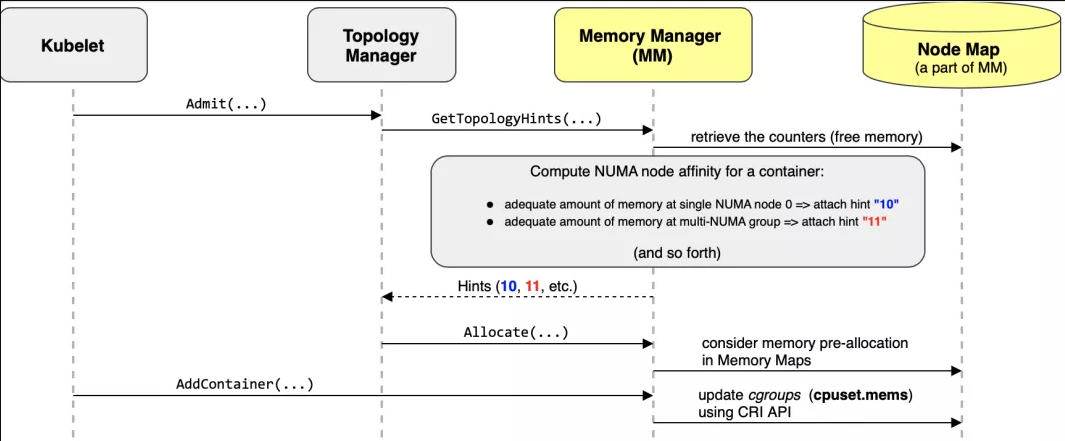 Kubelet
Topology
Manager
Memory Manager
(MM)
Node Map
(a part of MM)
Admit(...)
GetTopologyHints(...)
retrieve the counters (free memory)
Compute NUMA node affinity for a container:
● adequate amount of memory at single NUMA node 0 => attach hint "10"
● adequate amount of memory at multi-NUMA group => attach hint "11"
(and so forth)
Hints (10, 11, etc.)
Allocate(...)
consider memory pre-allocation
in Memory Maps
AddContainer(...)
update cgroups (cpuset.mems)
using CRI API